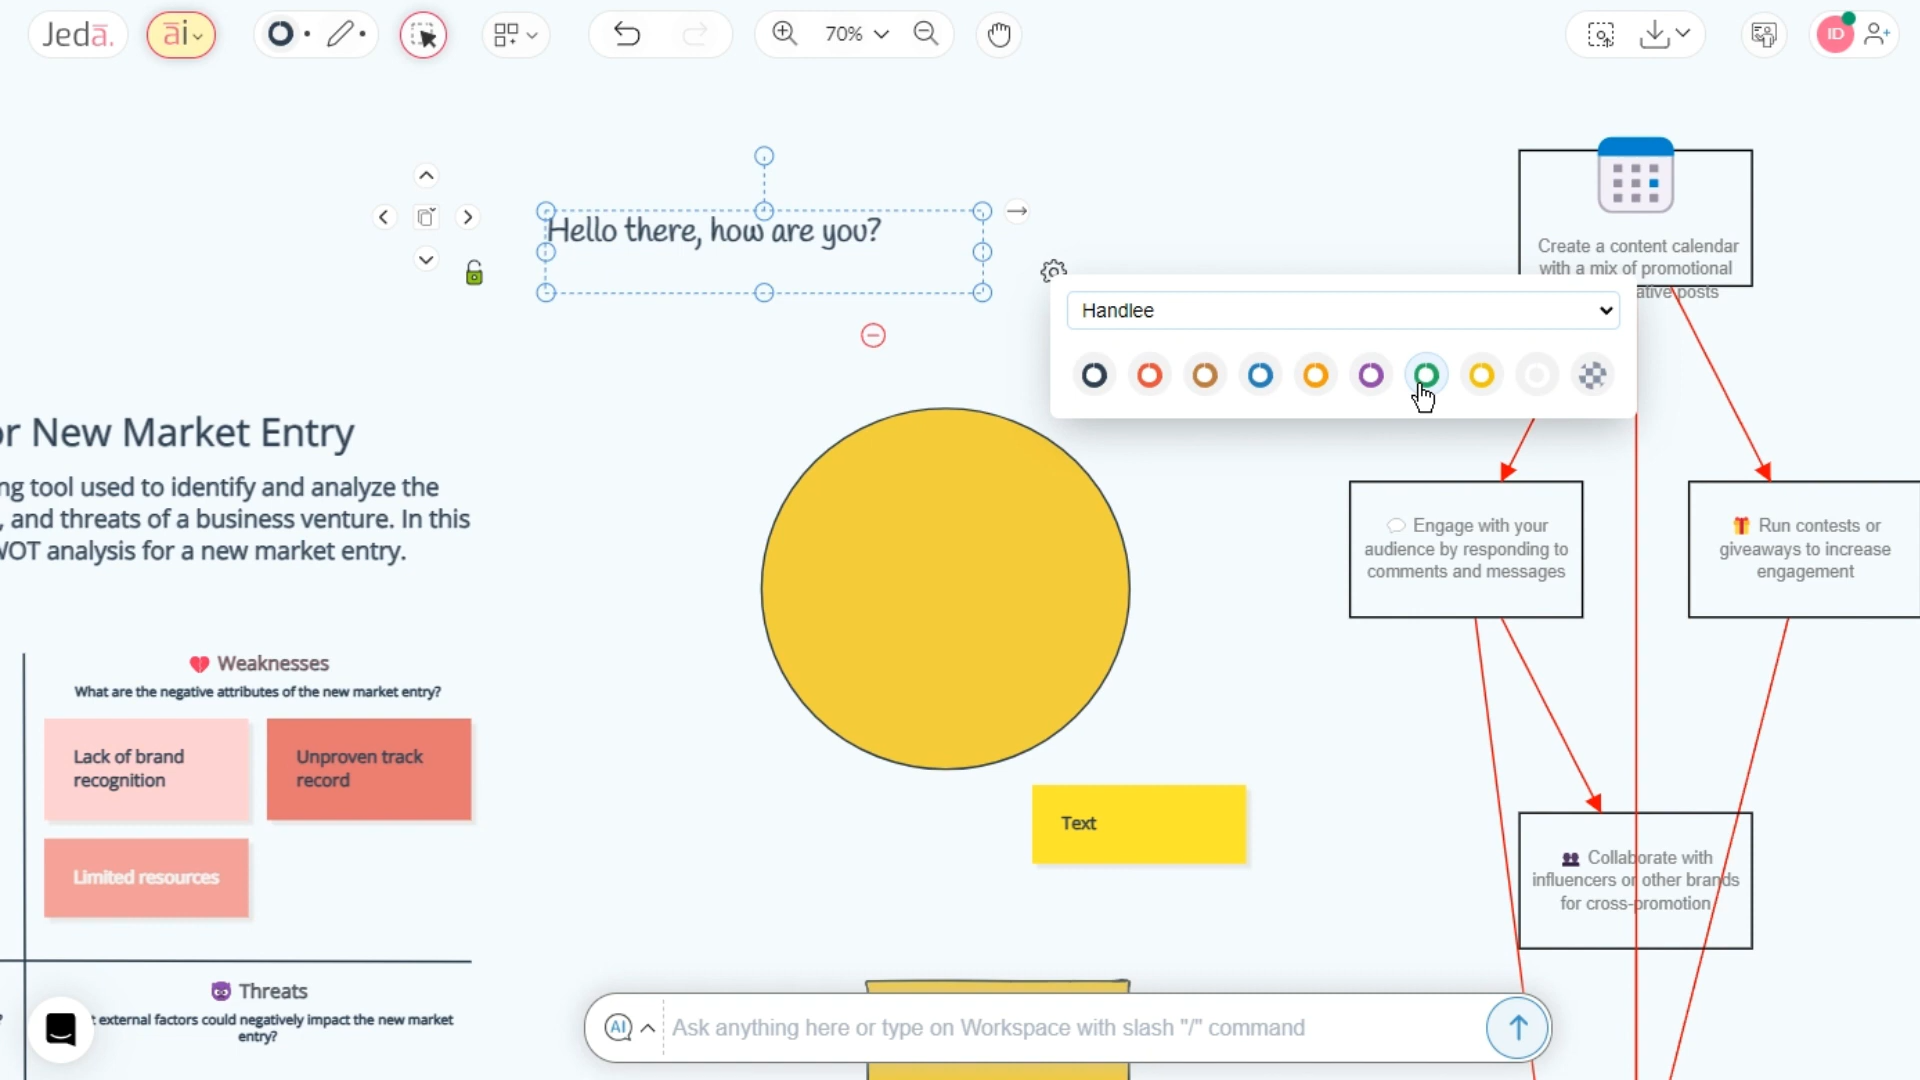 Jedā.
āi
70%
ID
Hello there, how are you?
Handlee
Create a content calendar
with a mix of promotional
ative posts
or New Market Entry
ng tool used to identify and analyze the
, and threats of a business venture. In this
WOT analysis for a new market entry.
Engage with your
audience by responding to
comments and messages
Run contests or
giveaways to increase
engagement
Weaknesses
What are the negative attributes of the new market entry?
Lack of brand
recognition
Unproven track
record
Limited resources
Text
Collaborate with
influencers or other brands
for cross-promotion
Threats
?
t external factors could negatively impact the new market
entry?
AI
Ask anything here or type on Workspace with slash "/" command